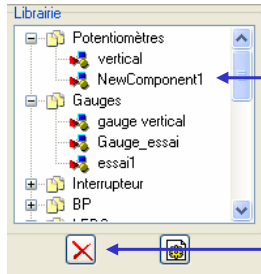 Librairie
Potentiomètres
vertical
NewComponent1
Gauges
gauge vertical
Gauge_essai
essai1
Interrupteur
BP